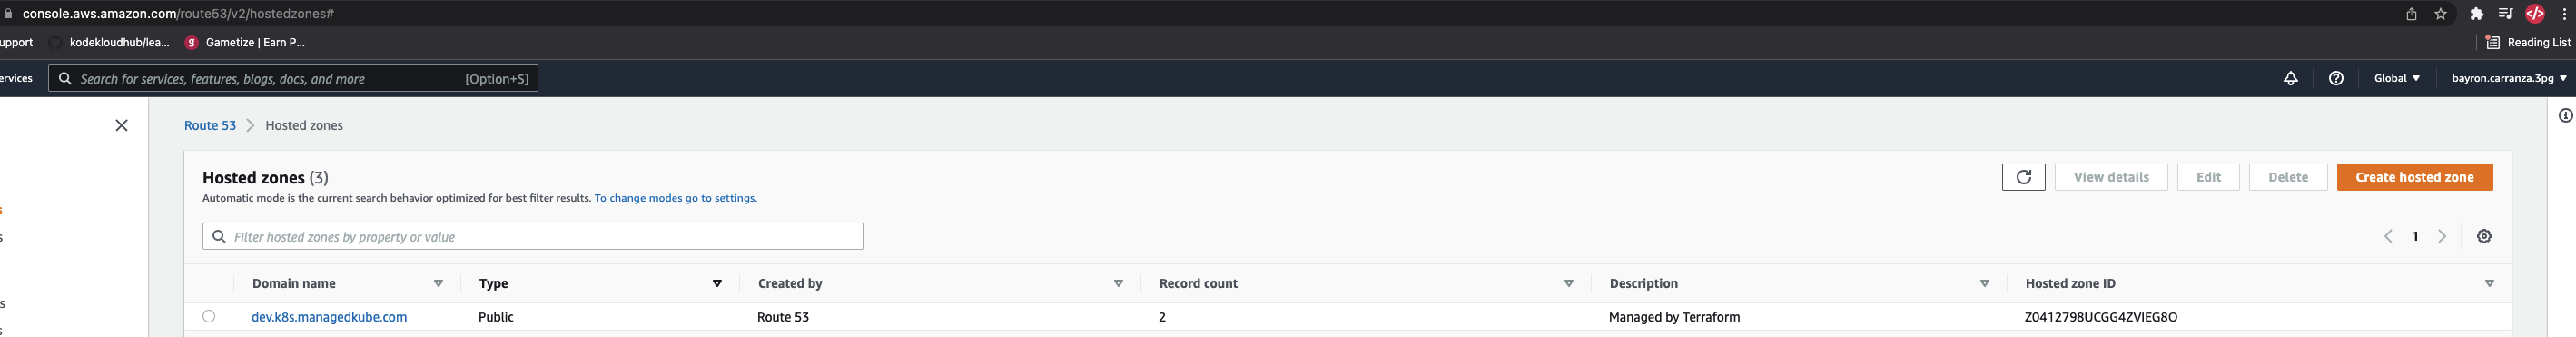 console.aws.amazon.com/route53/v2/hostedzones#
upport kodekloudhub/lea... Gametize | Earn P... Reading List
ervices Search for services, features, blogs, docs, and more [Option+S] Global bayron.carranza.3pg
Route 53 Hosted zones
Hosted zones (3) View details Edit Delete Create hosted zone
Automatic mode is the current search behavior optimized for best filter results. To change modes go to settings.
Filter hosted zones by property or value 1
Domain name Type Created by Record count Description Hosted zone ID
dev.k8s.managedkube.com Public Route 53 2 Managed by Terraform Z0412798UCGG4ZVIEG8O